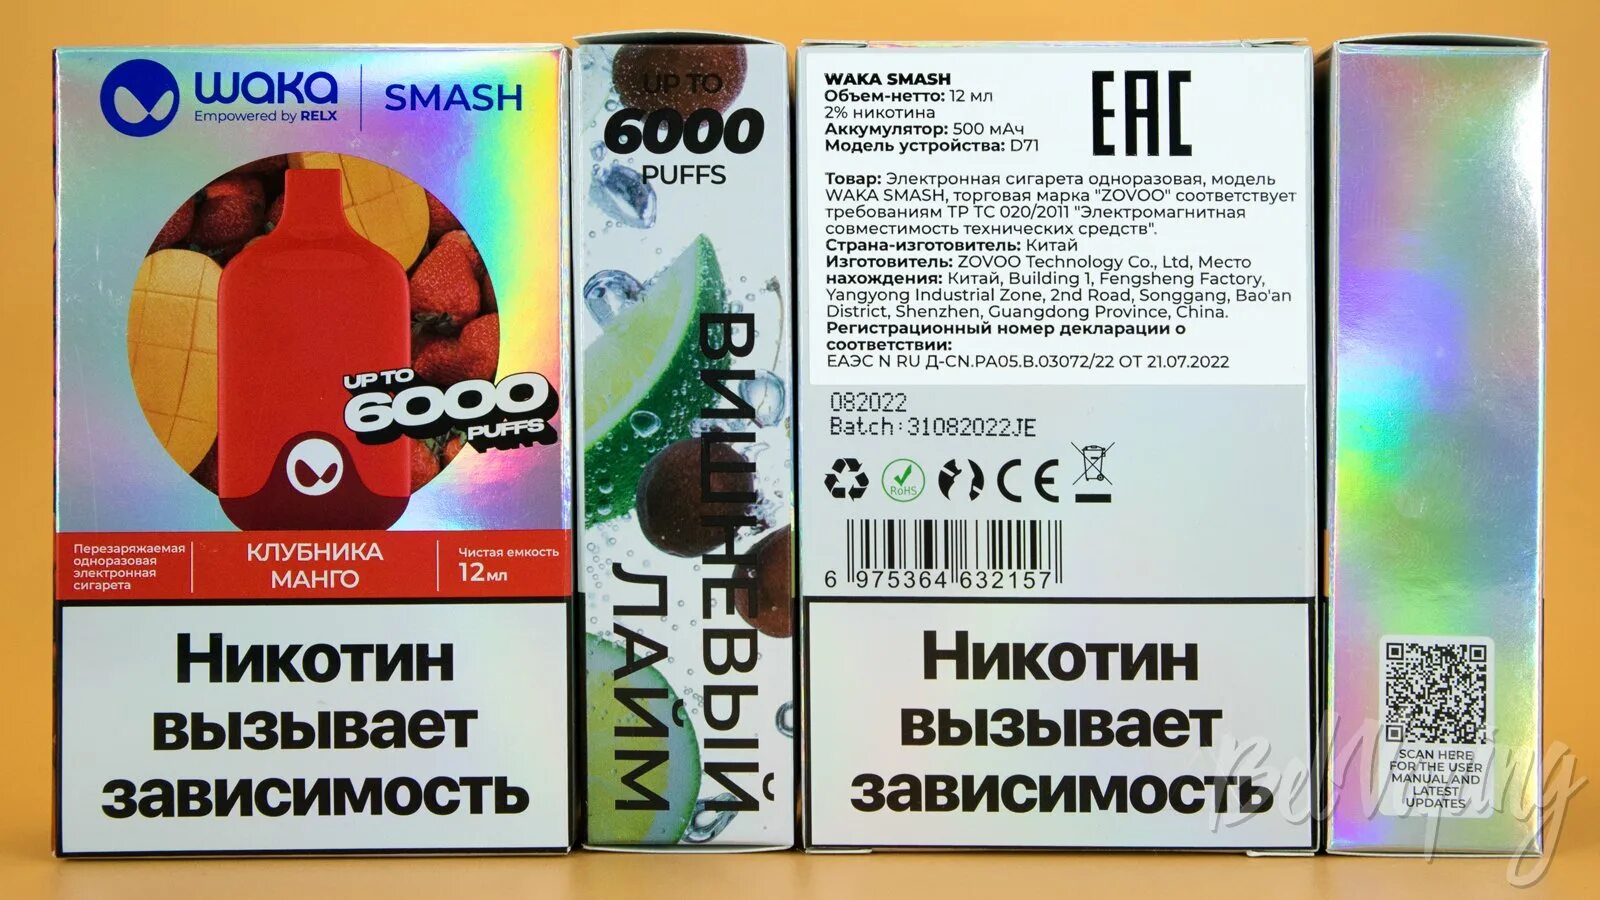 waka
Empowered by RELX
SMASH
UP TO
6000
PUFFS
Перезаряжаемая
одноразовая
электронная
сигарета
КЛУБНИКА
МАНГО
Чистая емкость
12 мл
Никотин
вызывает
зависимость
UP TO
6000
PUFFS
ВИШНЕВЫЙ
ЛАЙМ
WAKA SMASH
Объем-нетто: 12 мл
2% никотина
Аккумулятор: 500 мАч
Модель устройства: D71
EAC
Товар: Электронная сигарета одноразовая, модель
WAKA SMASH, торговая марка "ZOVOO" соответствует
требованиям ТР ТС 020/2011 "Электромагнитная
совместимость технических средств".
Страна-изготовитель: Китай
Изготовитель: ZOVOO Technology Co., Ltd, Место
нахождения: Китай, Building 1, Fengsheng Factory,
Yangyong Industrial Zone, 2nd Road, Songgang, Bao'an
District, Shenzhen, Guangdong Province, China.
Регистрационный номер декларации о
соответствии:
ЕАЭС N RU Д-CN.РА05.В.03072/22 ОТ 21.07.2022
082022
Batch:31082022JE
RoHS
CE
6 975364 632157
Никотин
вызывает
зависимость
SCAN HERE
FOR THE USER
MANUAL AND
LATEST
UPDATES
BelVaping